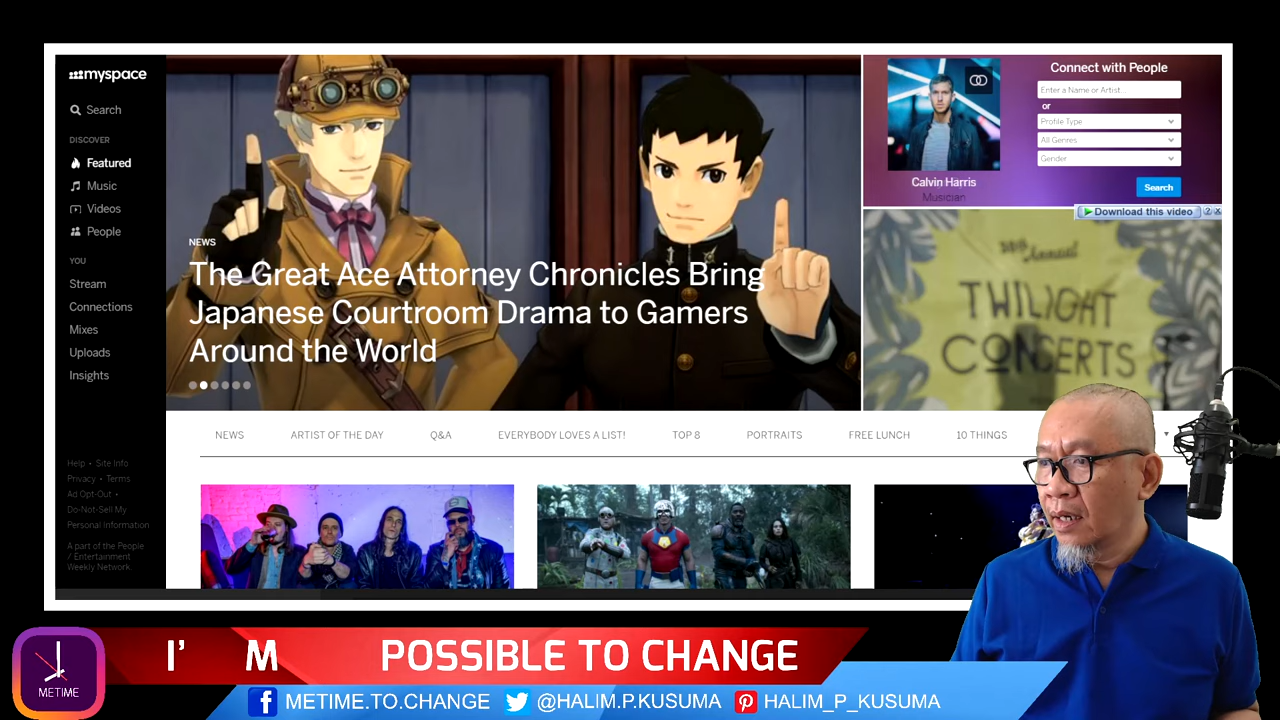 myspace
Search
DISCOVER
Featured
Music
Videos
People
YOU
Stream
Connections
Mixes
Uploads
Insights
Help • Site Info
Privacy • Terms
Ad Opt-Out •
Do-Not-Sell My
Personal Information
A part of the People
/ Entertainment
Weekly Network
NEWS
The Great Ace Attorney Chronicles Bring
Japanese Courtroom Drama to Gamers
Around the World
Connect with People
Enter a Name or Artist...
or
Profile Type
All Genres
Gender
Search
Calvin Harris
Musician
Download this video ? x
Annual
TWILIGHT
CONCERTS
NEWS ARTIST OF THE DAY Q&A EVERYBODY LOVES A LIST! TOP 8 PORTRAITS FREE LUNCH 10 THINGS
METIME
I' M POSSIBLE TO CHANGE
METIME.TO.CHANGE @HALIM.P.KUSUMA HALIM_P_KUSUMA